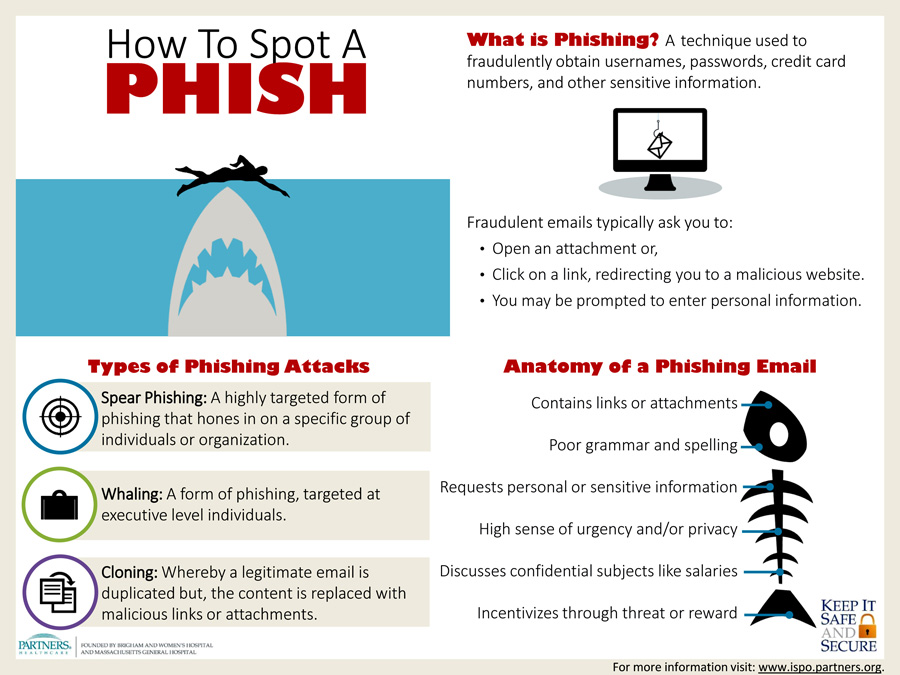 How To Spot A
PHISH
What is Phishing? A technique used to
fraudulently obtain usernames, passwords, credit card
numbers, and other sensitive information.
Fraudulent emails typically ask you to:
• Open an attachment or,
• Click on a link, redirecting you to a malicious website.
• You may be prompted to enter personal information.
Types of Phishing Attacks
Spear Phishing: A highly targeted form of
phishing that hones in on a specific group of
individuals or organization.
Whaling: A form of phishing, targeted at
executive level individuals.
Cloning: Whereby a legitimate email is
duplicated but, the content is replaced with
malicious links or attachments.
Anatomy of a Phishing Email
Contains links or attachments
Poor grammar and spelling
Requests personal or sensitive information
High sense of urgency and/or privacy
Discusses confidential subjects like salaries
Incentivizes through threat or reward
PARTNERS.
HEALTHCARE
FOUNDED BY BRIGHAM AND WOMEN'S HOSPITAL
AND MASSACHUSETTS GENERAL HOSPITAL
KEEP IT
SAFE
AND
SECURE
For more information visit: www.ispo.partners.org.